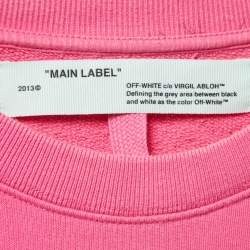 "MAIN LABEL"
2013©
OFF-WHITE c/o VIRGIL ABLOH™
Defining the grey area between black
and white as the color Off-White™